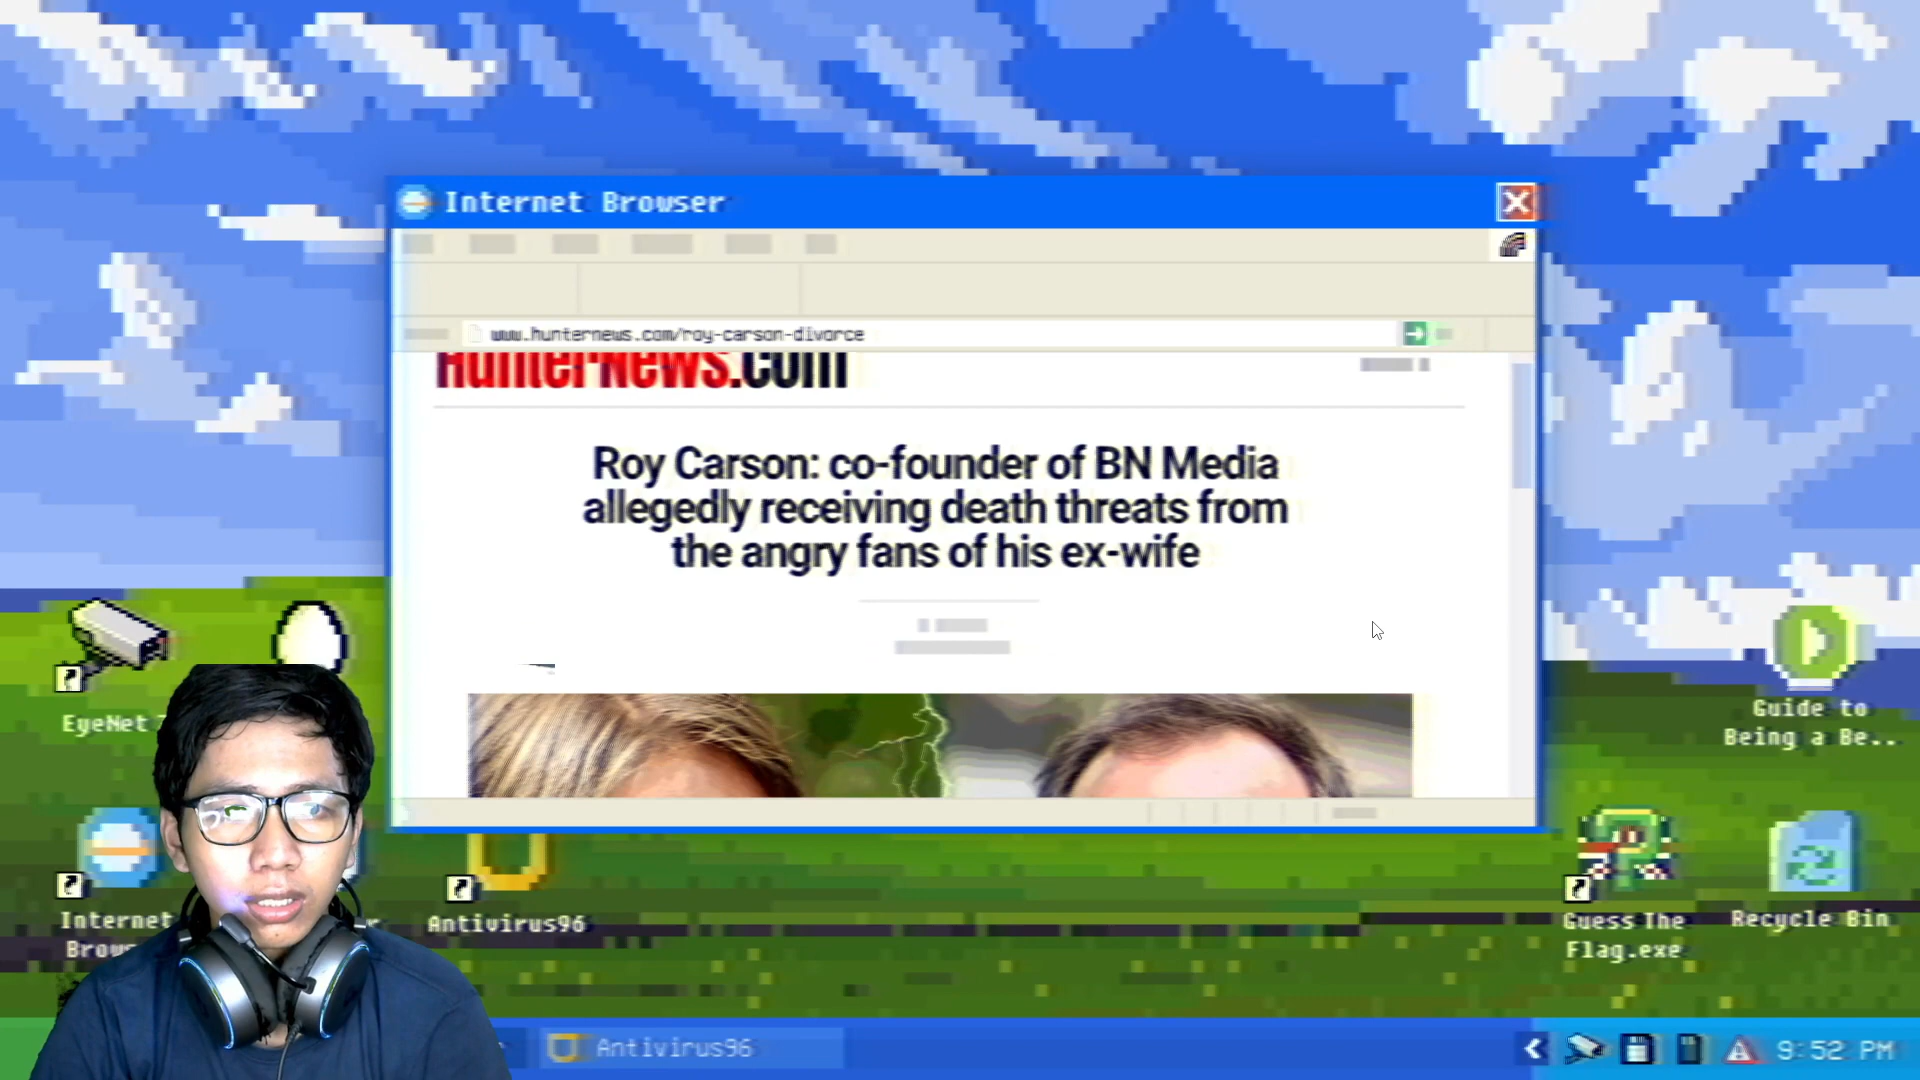 Internet Browser
www.hunternews.com/roy-carson-divorce
HunterNews.com
Roy Carson: co-founder of BN Media
allegedly receiving death threats from
the angry fans of his ex-wife
EyeNet
Guide to
Being a Be..
Internet
Antivirus96
Guess The
Flag.exe
Recycle Bin
Antivirus96
9:52 PM